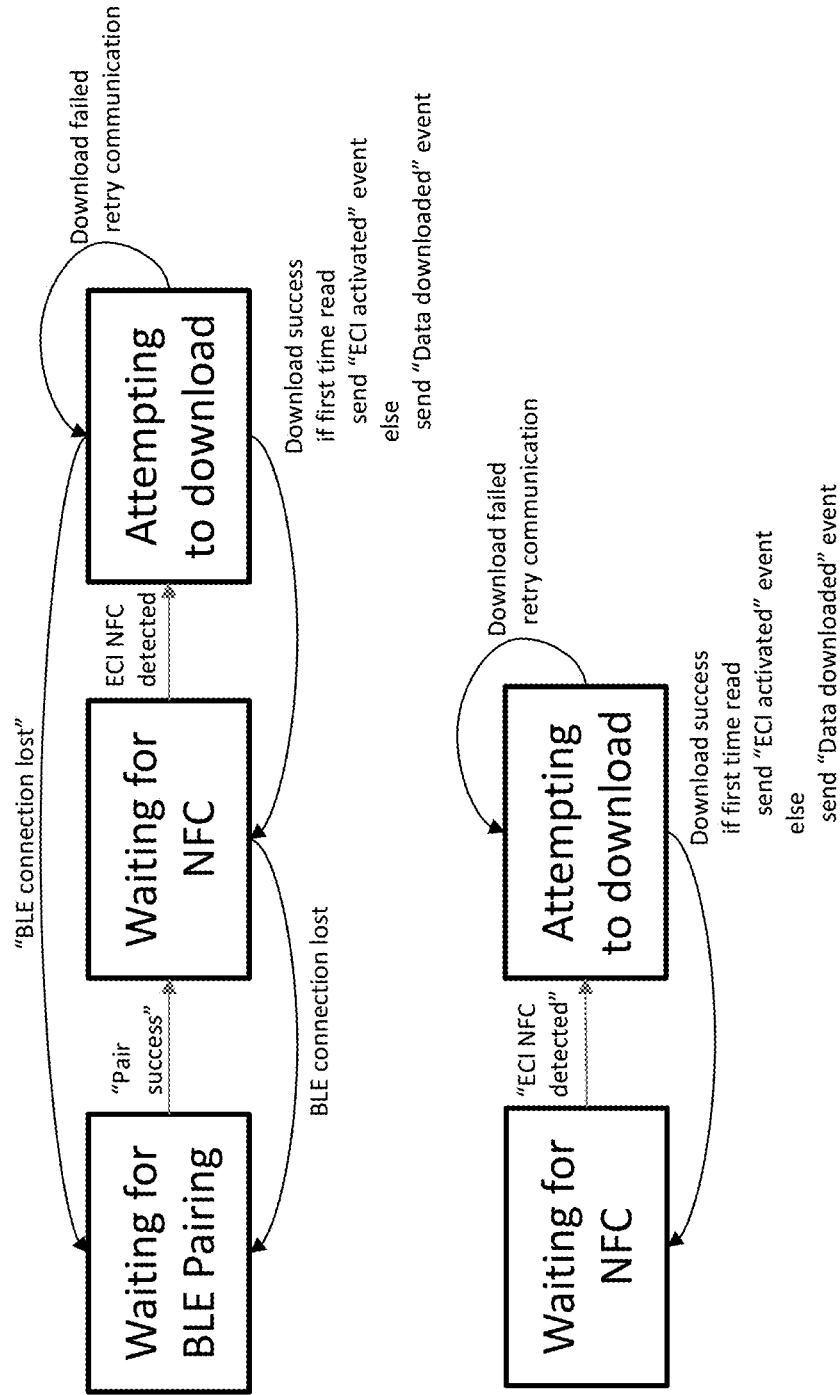 "BLE connection lost"
Waiting for
BLE Pairing
"Pair
success"
Waiting for
NFC
ECI NFC
detected
Attempting
to download
Download failed
retry communication
BLE connection lost
Download success
if first time read
send "ECI activated" event
else
send "Data downloaded" event
Waiting for
NFC
"ECI NFC
detected"
Attempting
to download
Download failed
retry communication
Download success
if first time read
send "ECI activated" event
else
send "Data downloaded" event